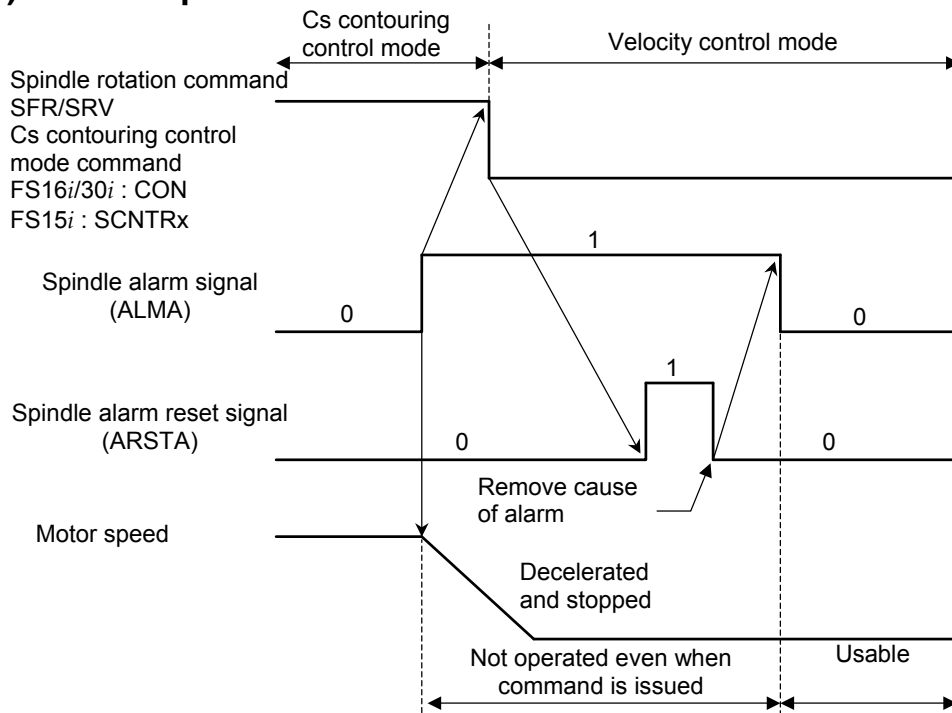 Cs contouring
control mode
Velocity control mode
Spindle rotation command
SFR/SRV
Cs contouring control
mode command
FS16i/30i : CON
FS15i : SCNTRx
1
Spindle alarm signal
(ALMA)
0
0
1
Spindle alarm reset signal
(ARSTA)
0
0
Remove cause
of alarm
Motor speed
Decelerated
and stopped
Not operated even when
command is issued
Usable